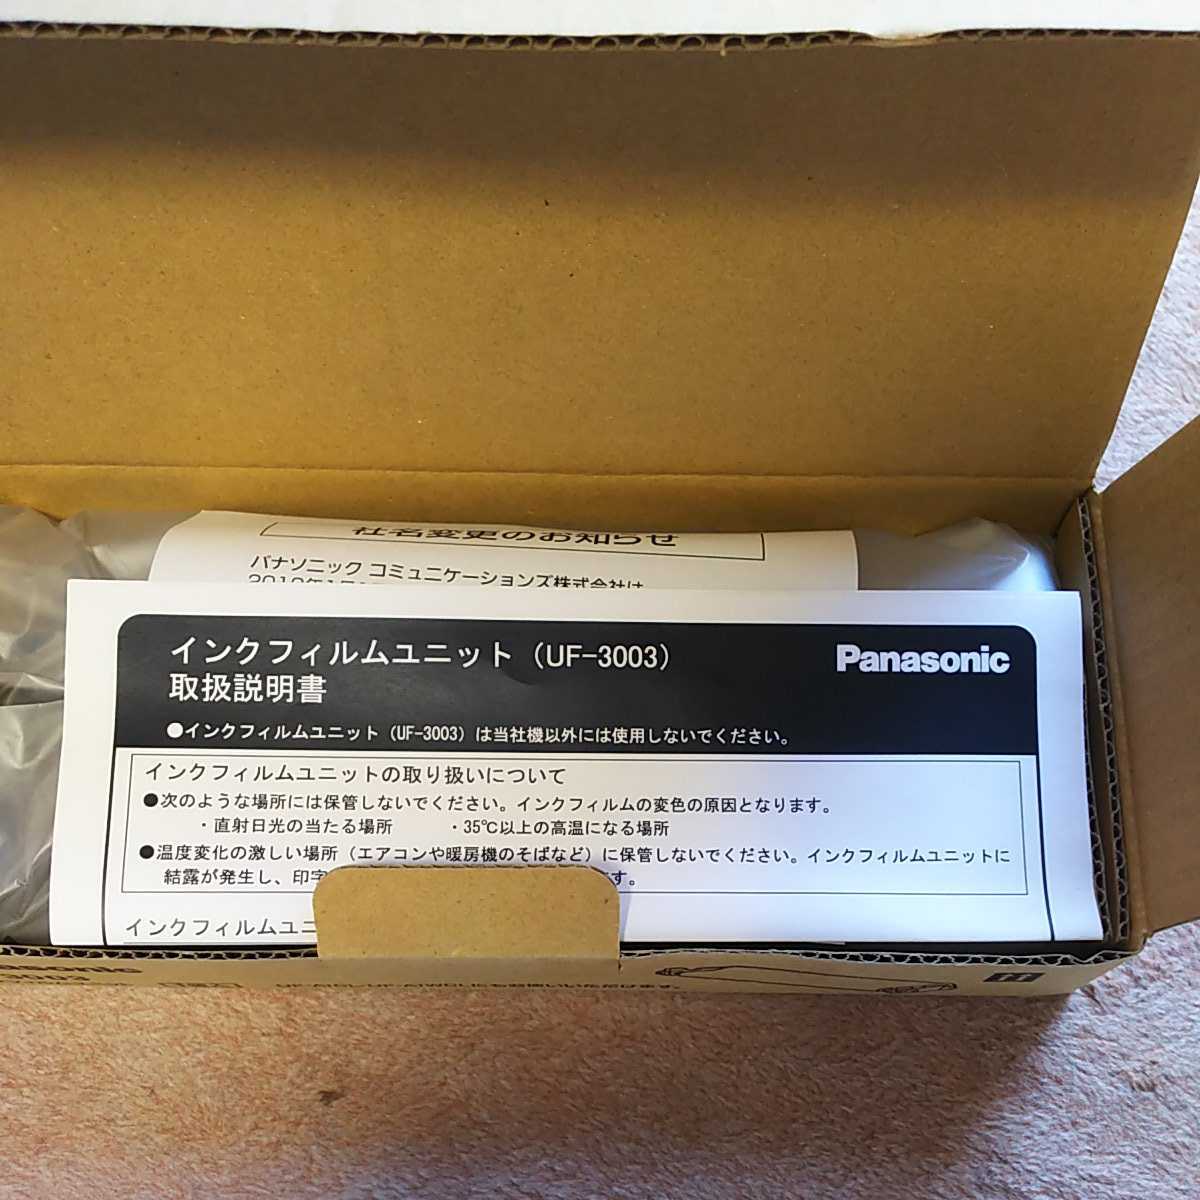 社名変更のお知らせ
パナソニック コミュニケーションズ株式会社は
インクフィルムユニット（UF-3003）
取扱説明書
Panasonic
●インクフィルムユニット（UF-3003）は当社機以外には使用しないでください。
インクフィルムユニットの取り扱いについて
●次のような場所には保管しないでください。インクフィルムの変色の原因となります。
・直射日光の当たる場所　・35℃以上の高温になる場所
●温度変化の激しい場所（エアコンや暖房機のそばなど）に保管しないでください。インクフィルムユニットに
結露が発生し、印字 す。
インクフィルムユニ